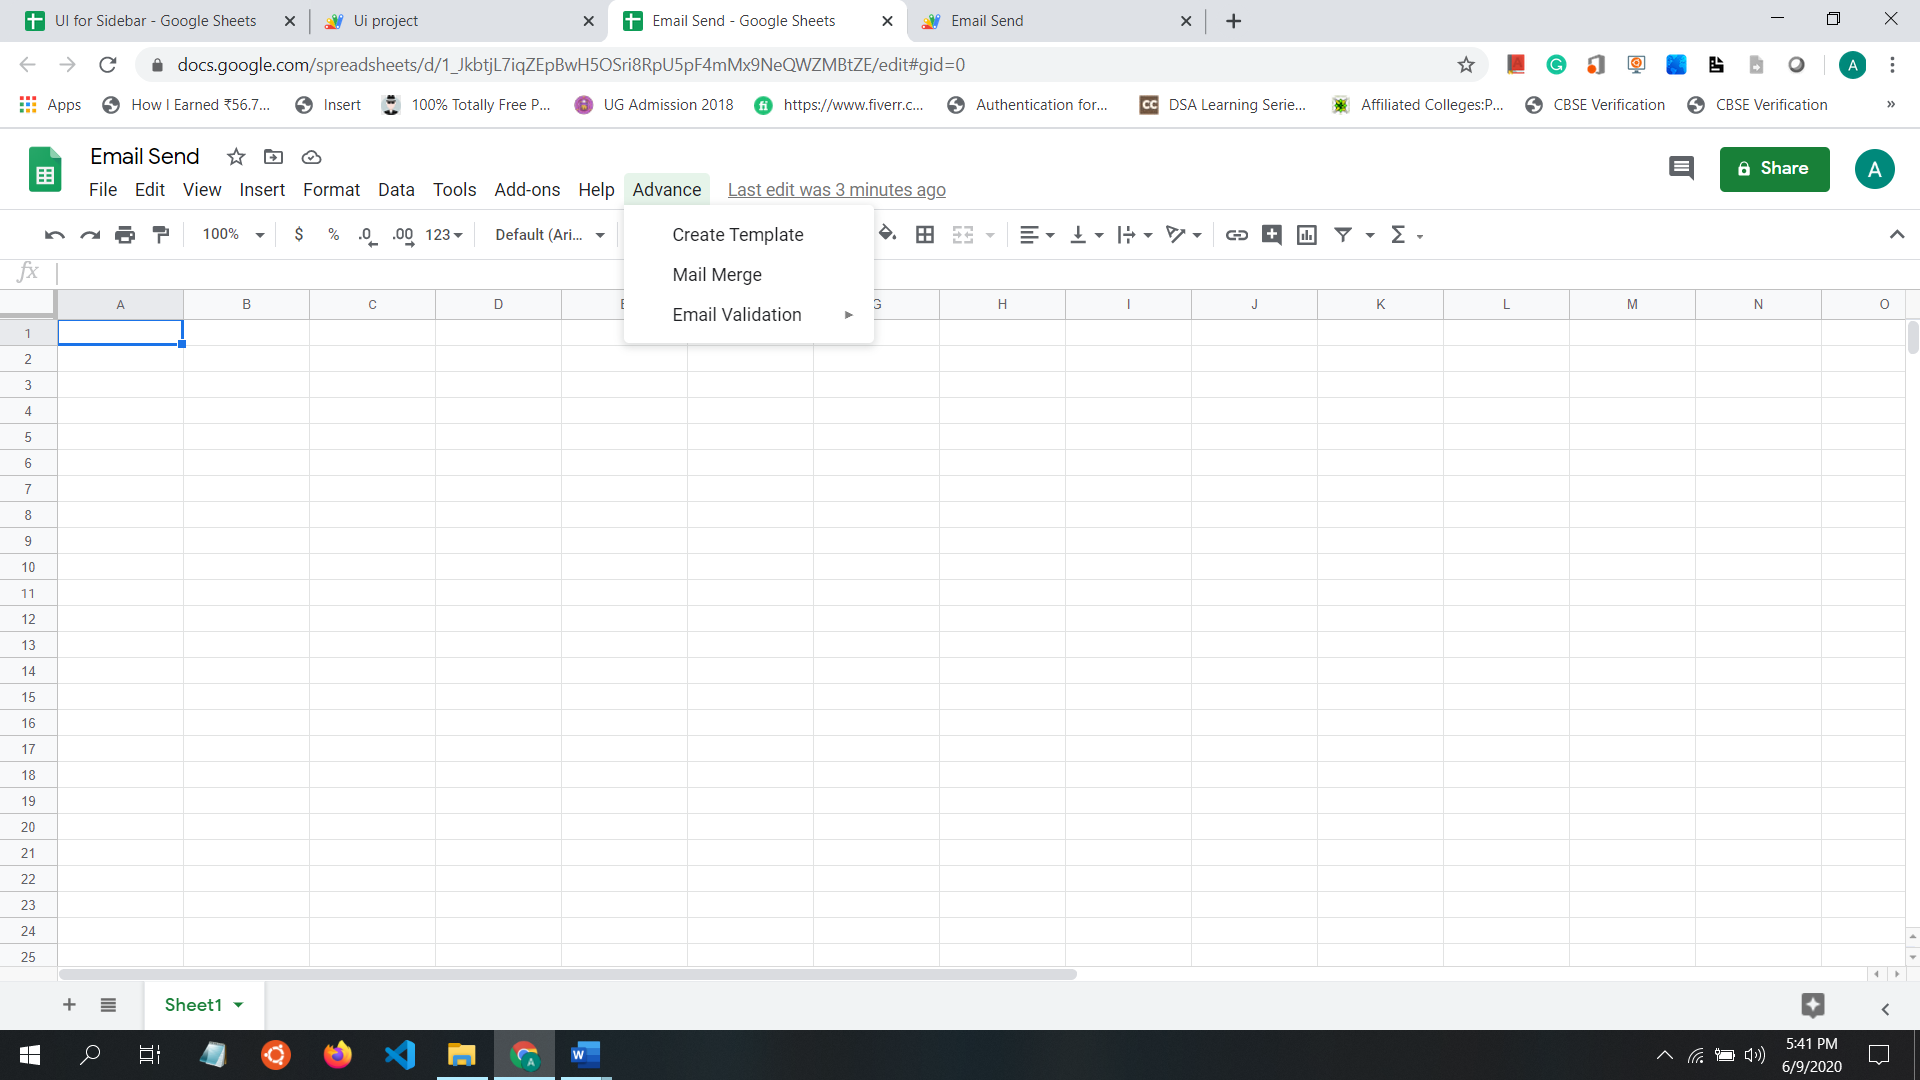 UI for Sidebar - Google Sheets
Ui project
Email Send - Google Sheets
Email Send
docs.google.com/spreadsheets/d/1_JkbtjL7iqZEpBwH5OSri8RpU5pF4mMx9NeQWZMBtZE/edit#gid=0
A
Apps
How I Earned ₹56.7...
Insert
100% Totally Free P...
UG Admission 2018
https://www.fiverr.c...
Authentication for...
CC
DSA Learning Serie...
Affiliated Colleges:P...
CBSE Verification
CBSE Verification
»
Email Send
File Edit View Insert Format Data Tools Add-ons Help Advance Last edit was 3 minutes ago
Share
A
100% $ % .0 .00 123 Default (Ari... Σ
Create Template
Mail Merge
Email Validation
fx
A B C D E G H I J K L M N O
1
2
3
4
5
6
7
8
9
10
11
12
13
14
15
16
17
18
19
20
21
22
23
24
25
Sheet1
5:41 PM
6/9/2020